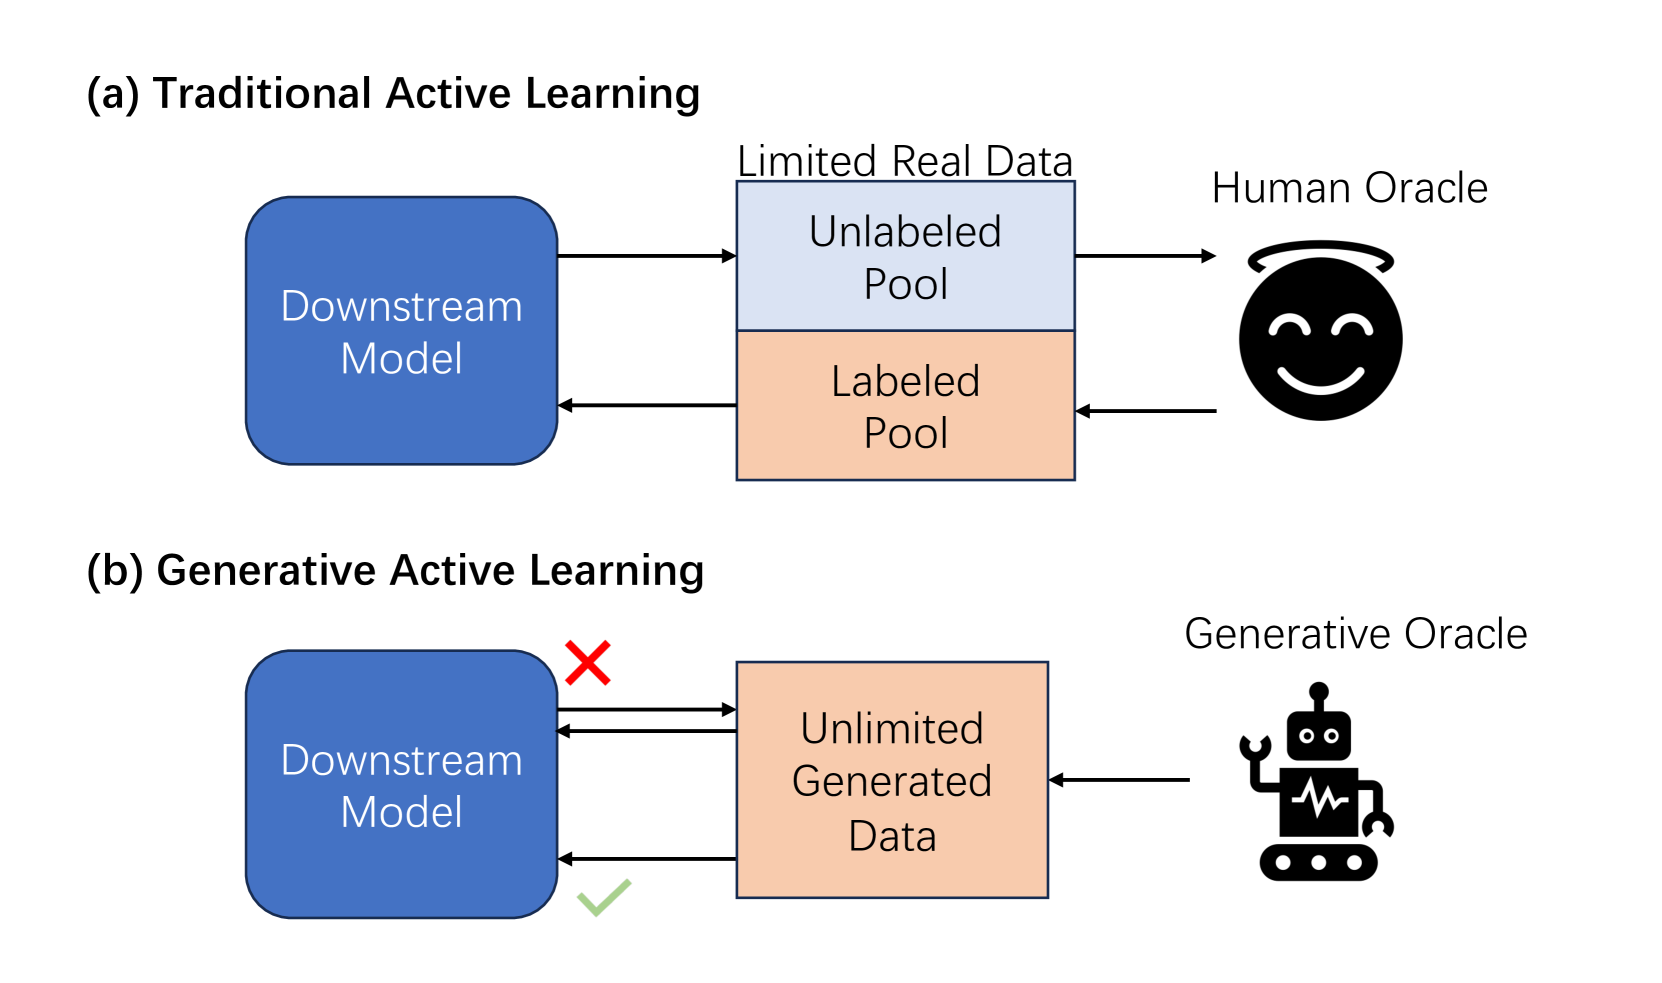 (a) Traditional Active Learning
Limited Real Data
Human Oracle
Unlabeled
Pool
Downstream
Model
Labeled
Pool
(b) Generative Active Learning
Generative Oracle
Downstream
Model
Unlimited
Generated
Data